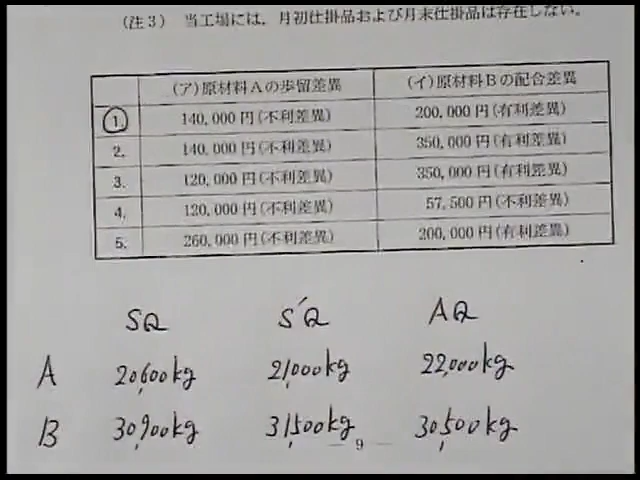 (注3) 当工場には、月初仕掛品および月末仕掛品は存在しない。
(ア)原材料Aの歩留差異 (イ)原材料Bの配合差異
1. 140,000円(不利差異) 200,000円(有利差異)
2. 140,000円(不利差異) 350,000円(有利差異)
3. 120,000円(不利差異) 350,000円(有利差異)
4. 120,000円(不利差異) 57,500円(不利差異)
5. 260,000円(不利差異) 200,000円(有利差異)
SQ S'Q AQ
A 20,600kg 21,000kg 22,000kg
B 30,900kg 31,500kg 30,500kg
— 9 —